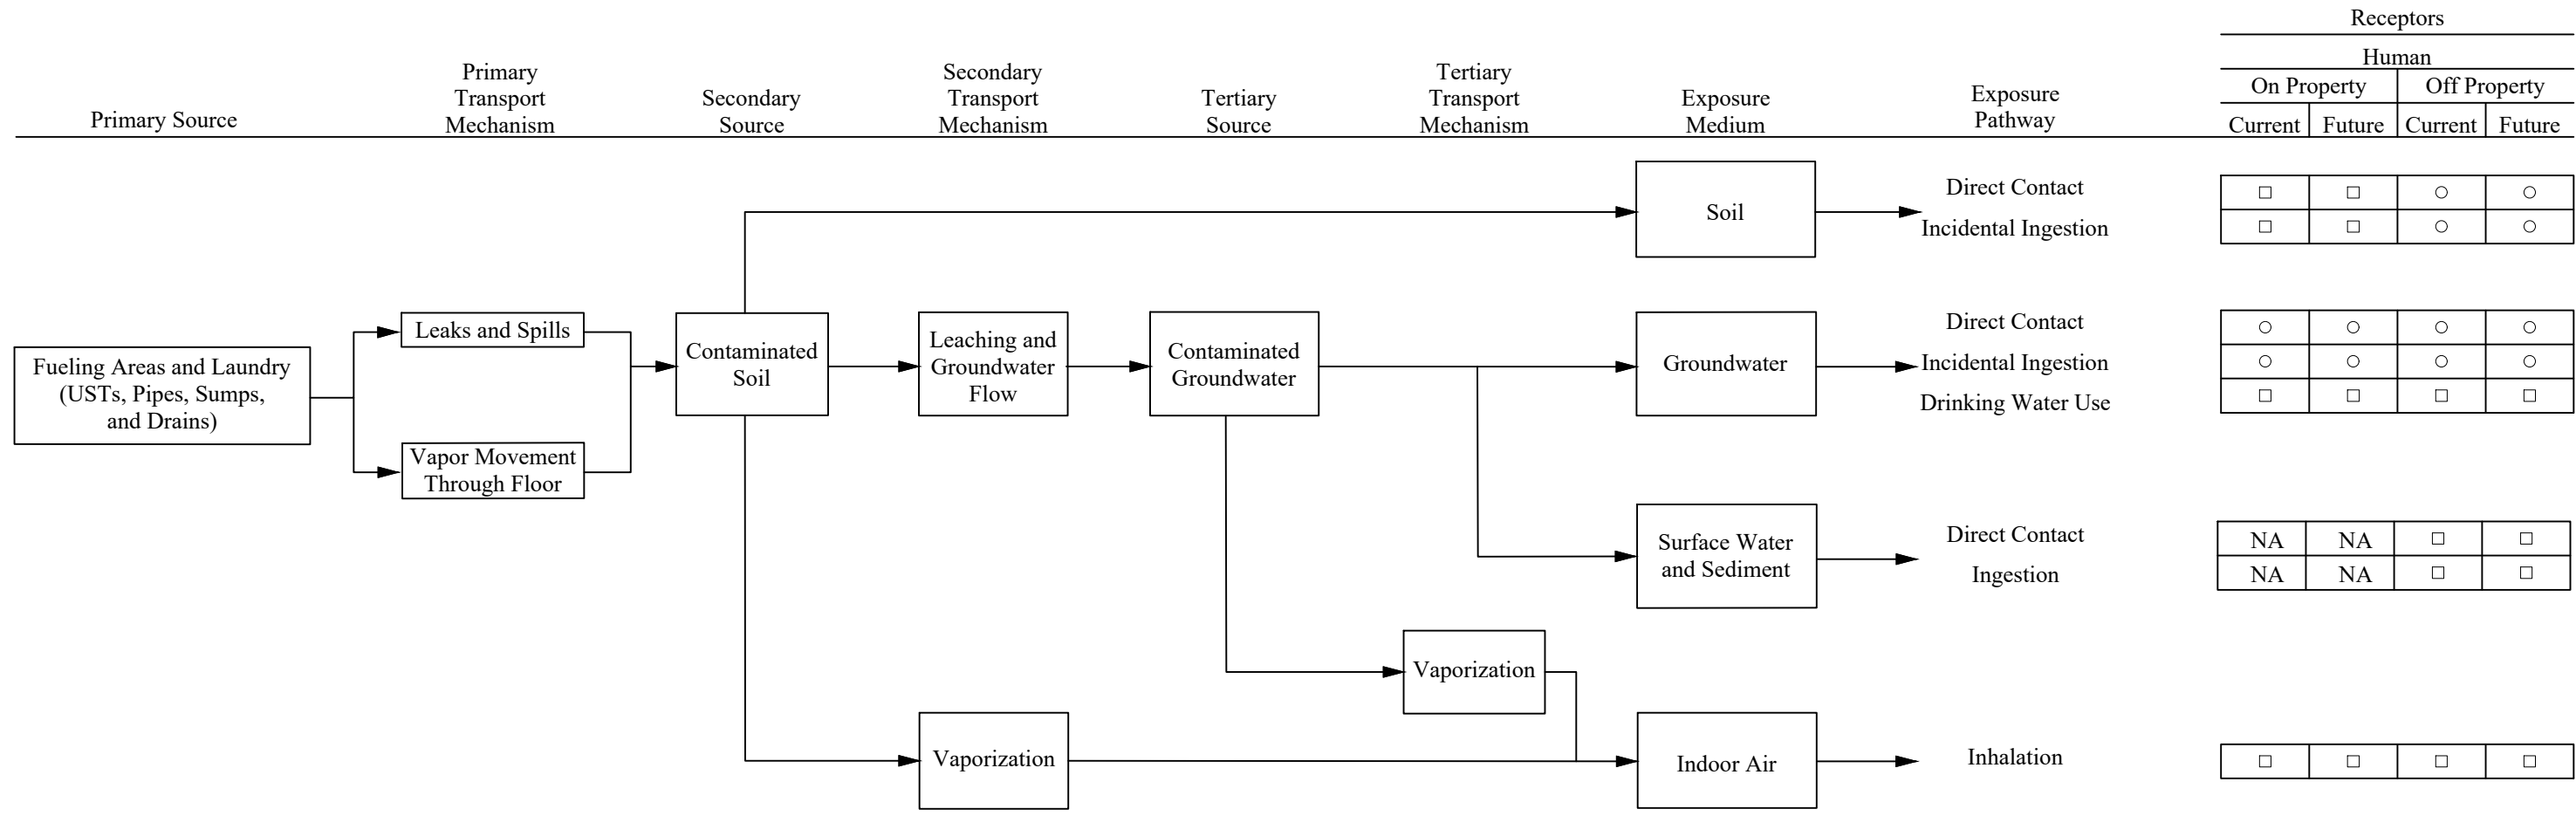 Receptors
Human
On Property
Off Property
Current
Future
Current
Future
Primary Source
Primary
Transport
Mechanism
Secondary
Source
Secondary
Transport
Mechanism
Tertiary
Source
Tertiary
Transport
Mechanism
Exposure
Medium
Exposure
Pathway
Soil
Direct Contact
Incidental Ingestion
Fueling Areas and Laundry
(USTs, Pipes, Sumps,
and Drains)
Leaks and Spills
Vapor Movement
Through Floor
Contaminated
Soil
Leaching and
Groundwater
Flow
Contaminated
Groundwater
Groundwater
Direct Contact
Incidental Ingestion
Drinking Water Use
Surface Water
and Sediment
Direct Contact
Ingestion
NA NA
NA NA
Vaporization
Vaporization
Indoor Air
Inhalation